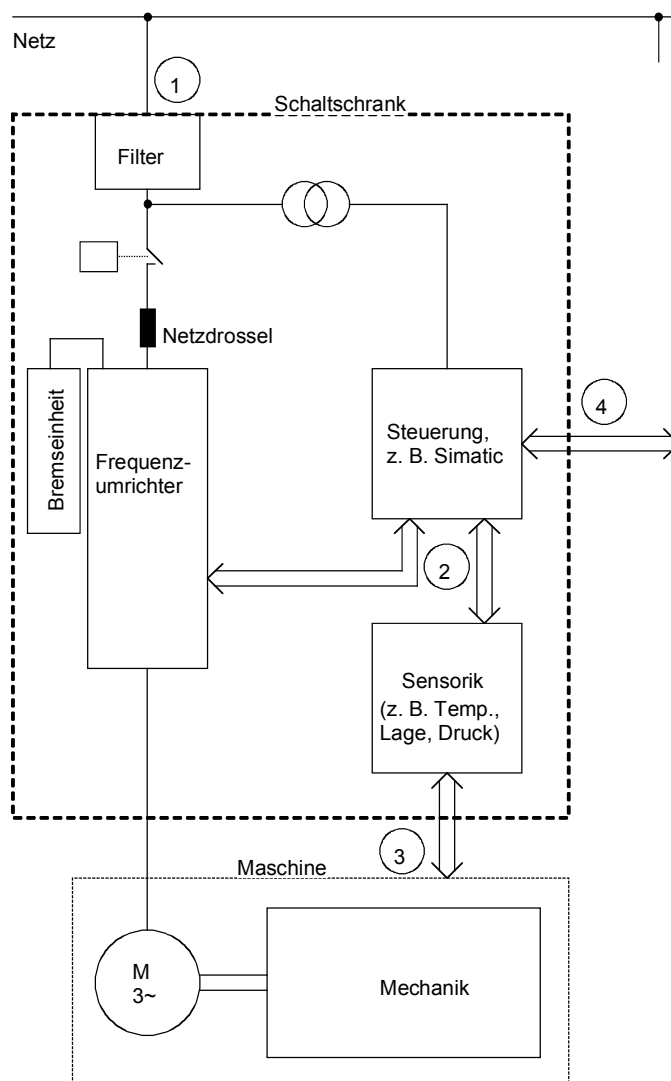 Netz
1
Schaltschrank
Filter
Netzdrossel
Bremseinheit
Frequenz-
umrichter
Steuerung,
z. B. Simatic
4
2
Sensorik
(z. B. Temp.,
Lage, Druck)
3
Maschine
M
3~
Mechanik